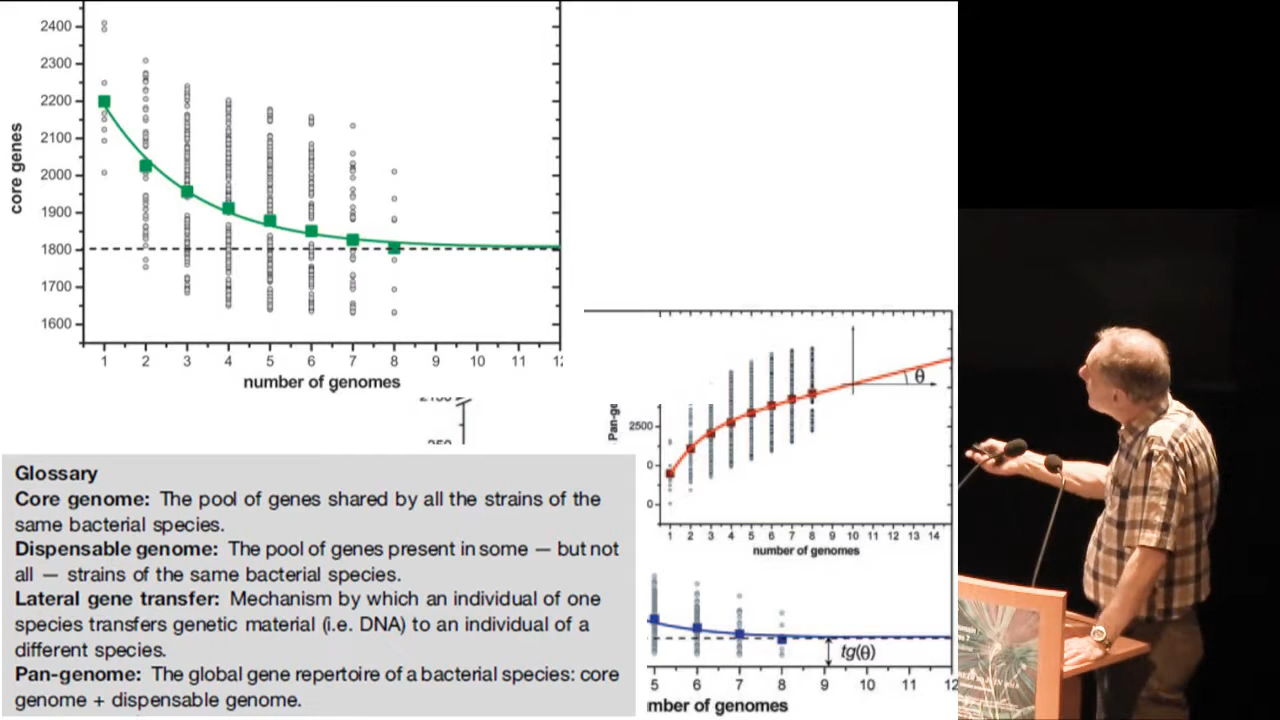 2400
2300
2200
2100
2000
1900
1800
1700
1600
core genes
1 2 3 4 5 6 7 8 9 10 11 12
number of genomes
θ
2500
0
0
1 2 3 4 5 6 7 8 9 10 11 12 13 14
number of genomes
tg(θ)
5 6 7 8 9 10 11 12
mber of genomes
Glossary
Core genome: The pool of genes shared by all the strains of the
same bacterial species.
Dispensable genome: The pool of genes present in some — but not
all — strains of the same bacterial species.
Lateral gene transfer: Mechanism by which an individual of one
species transfers genetic material (i.e. DNA) to an individual of a
different species.
Pan-genome: The global gene repertoire of a bacterial species: core
genome + dispensable genome.